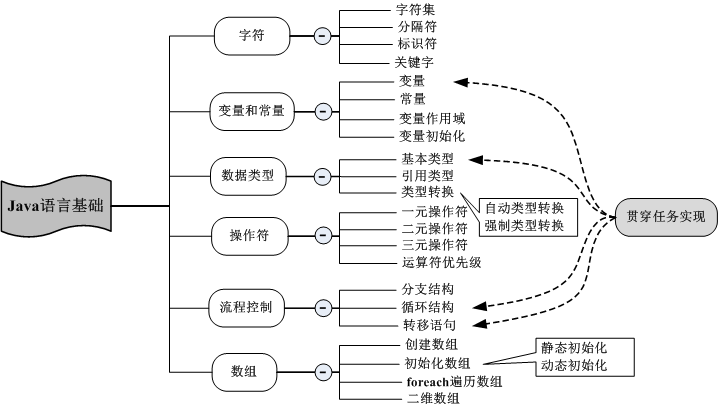 Java语言基础
字符
字符集
分隔符
标识符
关键字
变量和常量
变量
常量
变量作用域
变量初始化
数据类型
基本类型
引用类型
类型转换
自动类型转换
强制类型转换
操作符
一元操作符
二元操作符
三元操作符
运算符优先级
流程控制
分支结构
循环结构
转移语句
数组
创建数组
初始化数组
静态初始化
动态初始化
foreach遍历数组
二维数组
贯穿任务实现